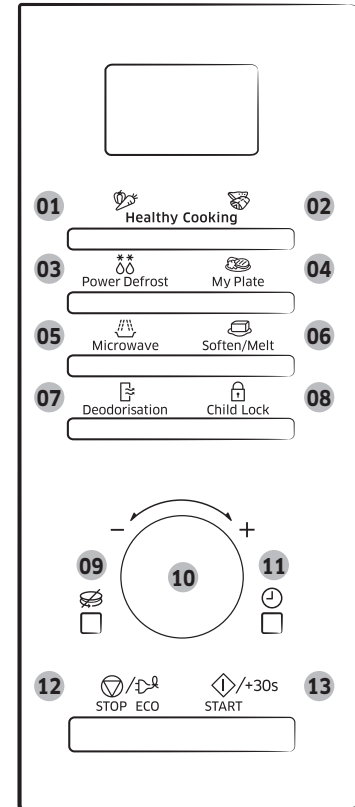 01 02
Healthy Cooking
03 04
Power Defrost My Plate
05 06
Microwave Soften/Melt
07 08
Deodorisation Child Lock
− +
09 10 11
12 / /+30s 13
STOP ECO START